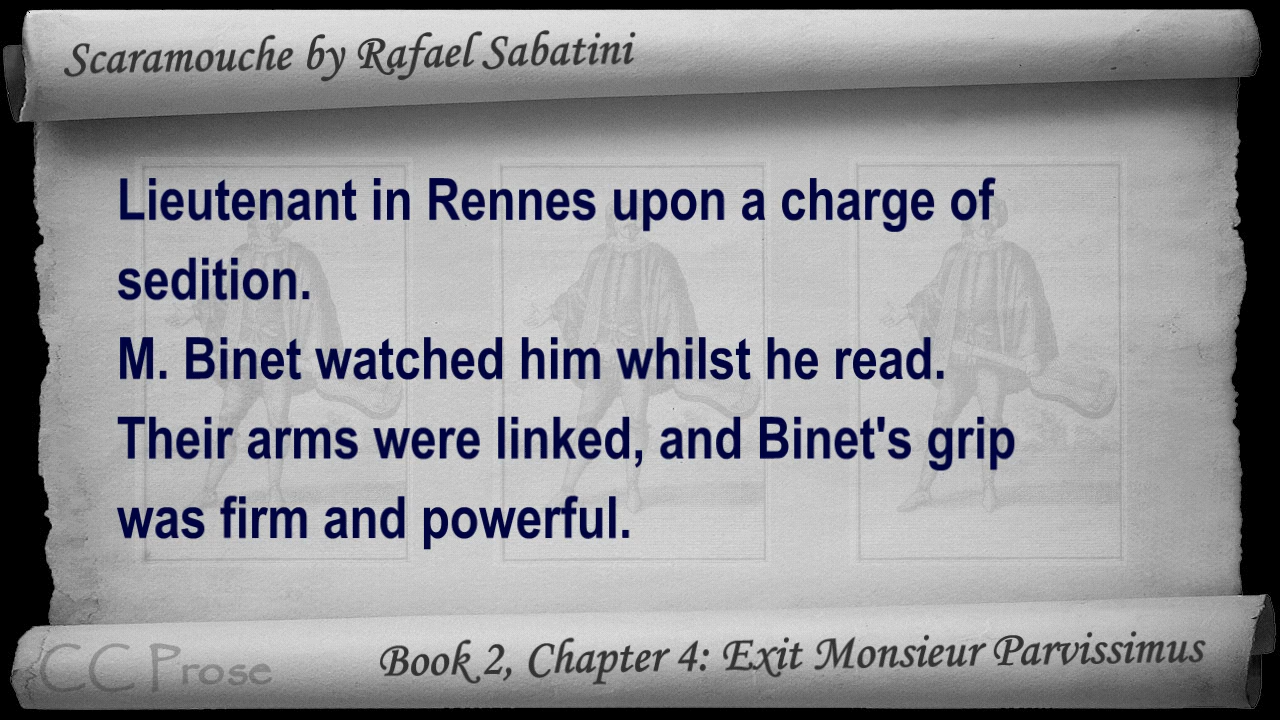 Scaramouche by Rafael Sabatini
Lieutenant in Rennes upon a charge of
sedition.
M. Binet watched him whilst he read.
Their arms were linked, and Binet's grip
was firm and powerful.
CC Prose
Book 2, Chapter 4: Exit Monsieur Parvissimus